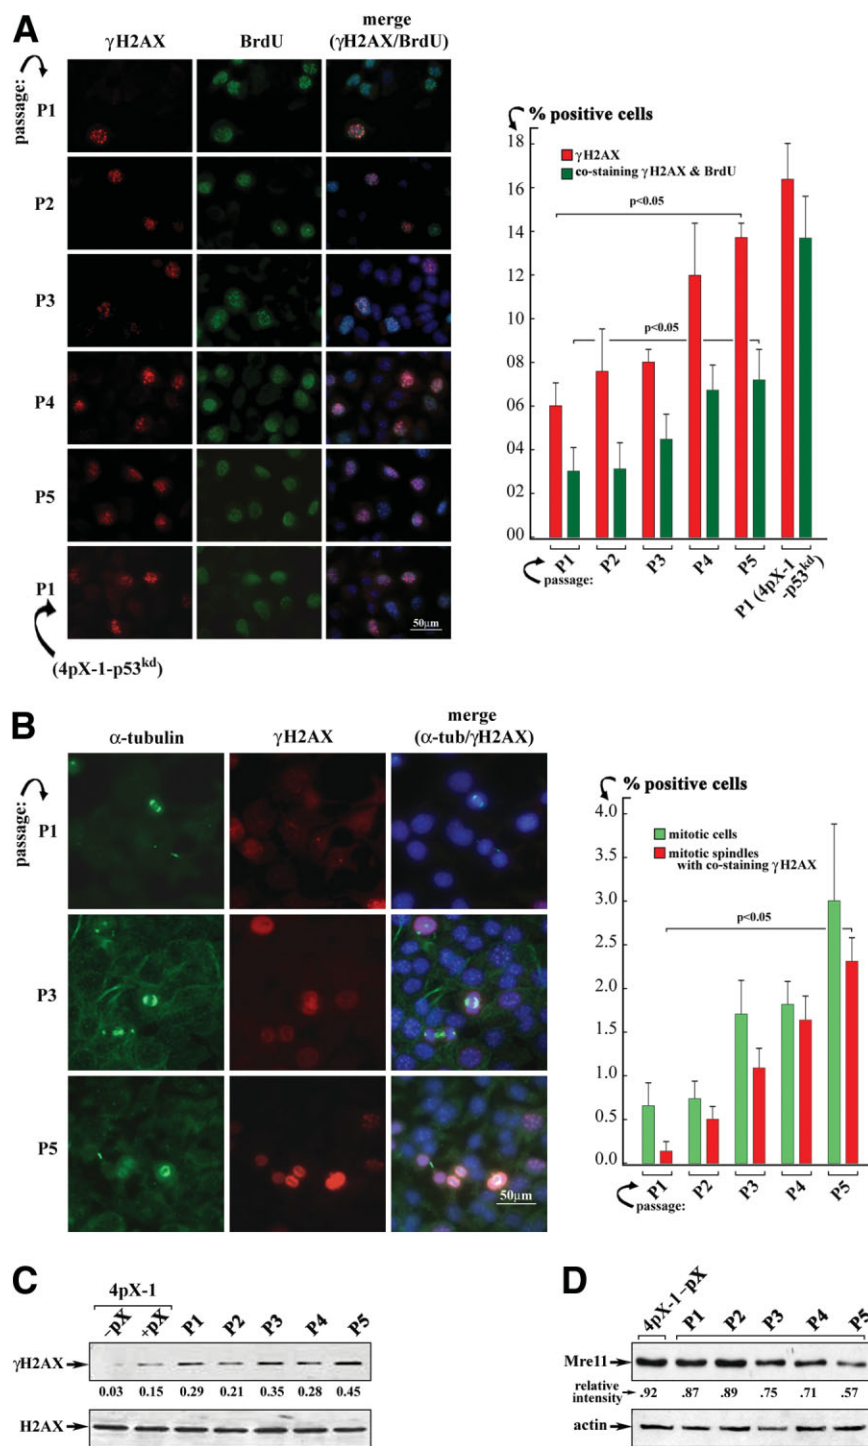 A
γH2AX BrdU merge (γH2AX/BrdU)
passage:
P1
P2
P3
P4
P5
P1
(4pX-1-p53kd)
50μm
% positive cells
18
16
14
12
10
08
06
04
02
00
γH2AX
co-staining γH2AX & BrdU
p<0.05
p<0.05
P1 P2 P3 P4 P5 P1 (4pX-1
-p53kd)
passage:
B
α-tubulin γH2AX merge (α-tub/γH2AX)
passage:
P1
P3
P5
50μm
% positive cells
4.0
3.5
3.0
2.5
2.0
1.5
1.0
0.5
0.0
mitotic cells
mitotic spindles
with co-staining γH2AX
p<0.05
P1 P2 P3 P4 P5
passage:
C
4pX-1
–pX +pX P1 P2 P3 P4 P5
γH2AX
0.03 0.15 0.29 0.21 0.35 0.28 0.45
H2AX
D
4pX-1–pX P1 P2 P3 P4 P5
Mre11
relative
intensity .92 .87 .89 .75 .71 .57
actin